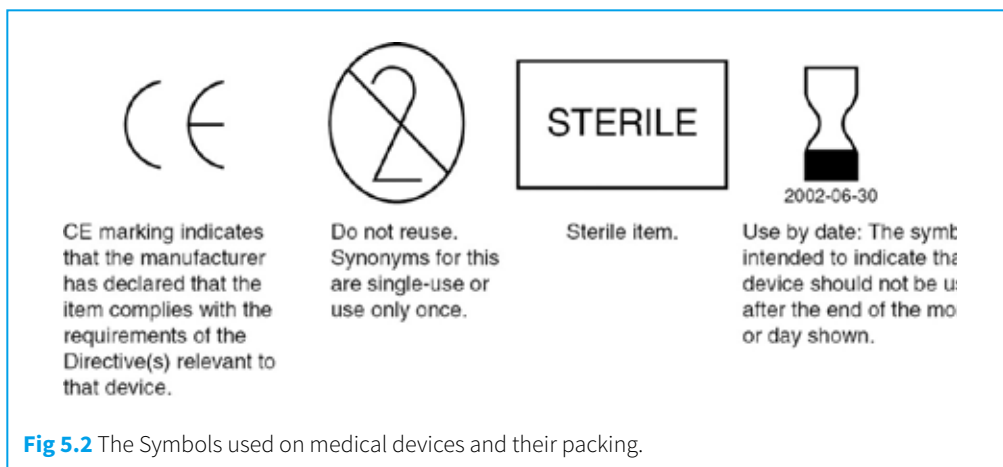 CE
2
STERILE
2002-06-30
CE marking indicates
that the manufacturer
has declared that the
item complies with the
requirements of the
Directive(s) relevant to
that device.
Do not reuse.
Synonyms for this
are single-use or
use only once.
Sterile item.
Use by date: The
intended to indicate
device should not be
after the end of the
or day shown.
Fig 5.2 The Symbols used on medical devices and their packing.